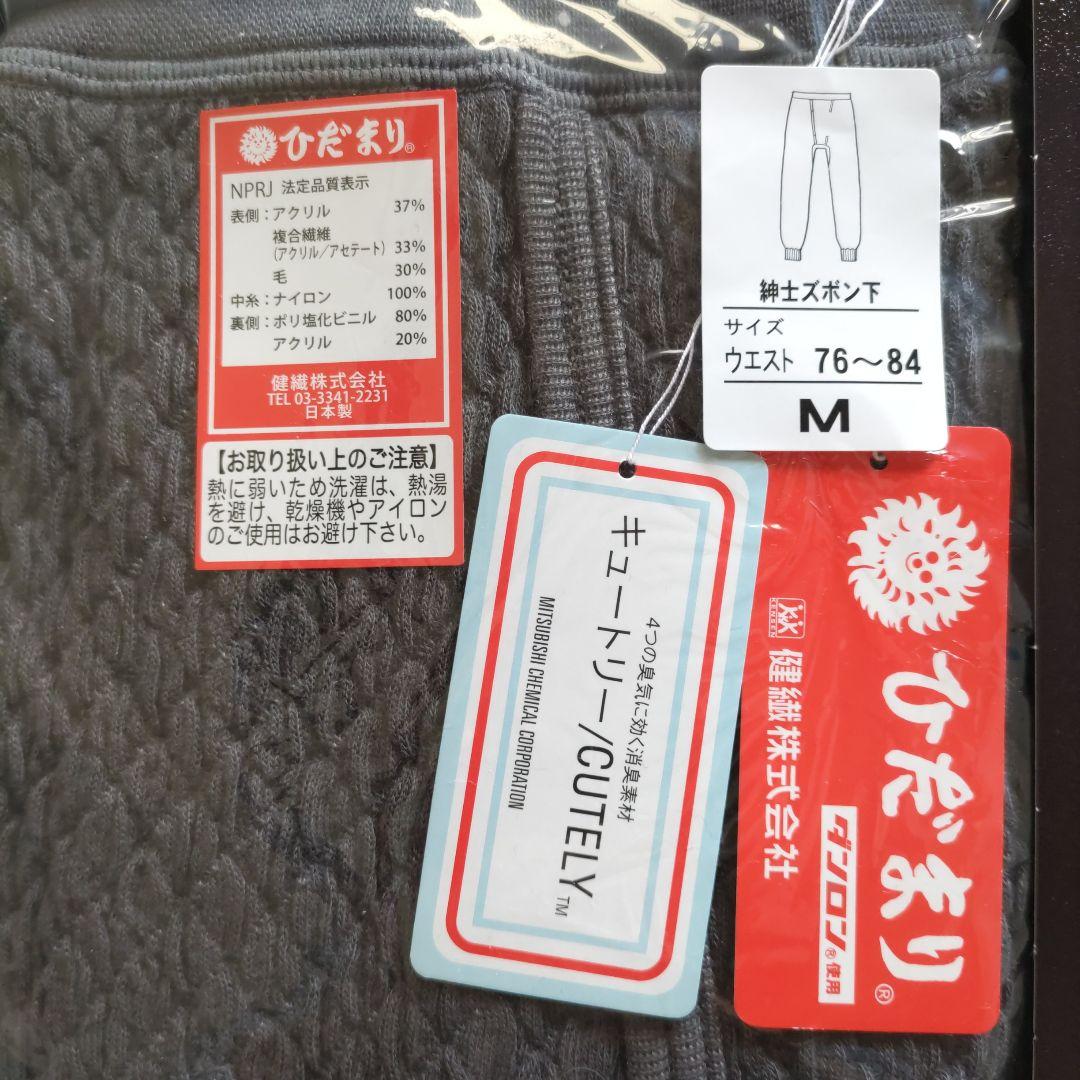 ひだまり®
NPRJ 法定品質表示
表側：アクリル 37%
複合繊維
(アクリル／アセテート) 33%
毛 30%
中糸：ナイロン 100%
裏側：ポリ塩化ビニル 80%
アクリル 20%
健繊株式会社
TEL 03-3341-2231
日本製
【お取り扱い上のご注意】
熱に弱いため洗濯は、熱湯
を避け、乾燥機やアイロン
のご使用はお避け下さい。
紳士ズボン下
サイズ
ウエスト 76～84
M
4つの臭気に効く消臭素材
キュートリー/CUTELY™
MITSUBISHI CHEMICAL CORPORATION
ひだまり®
ダンロン®使用
KENSEN
健繊株式会社